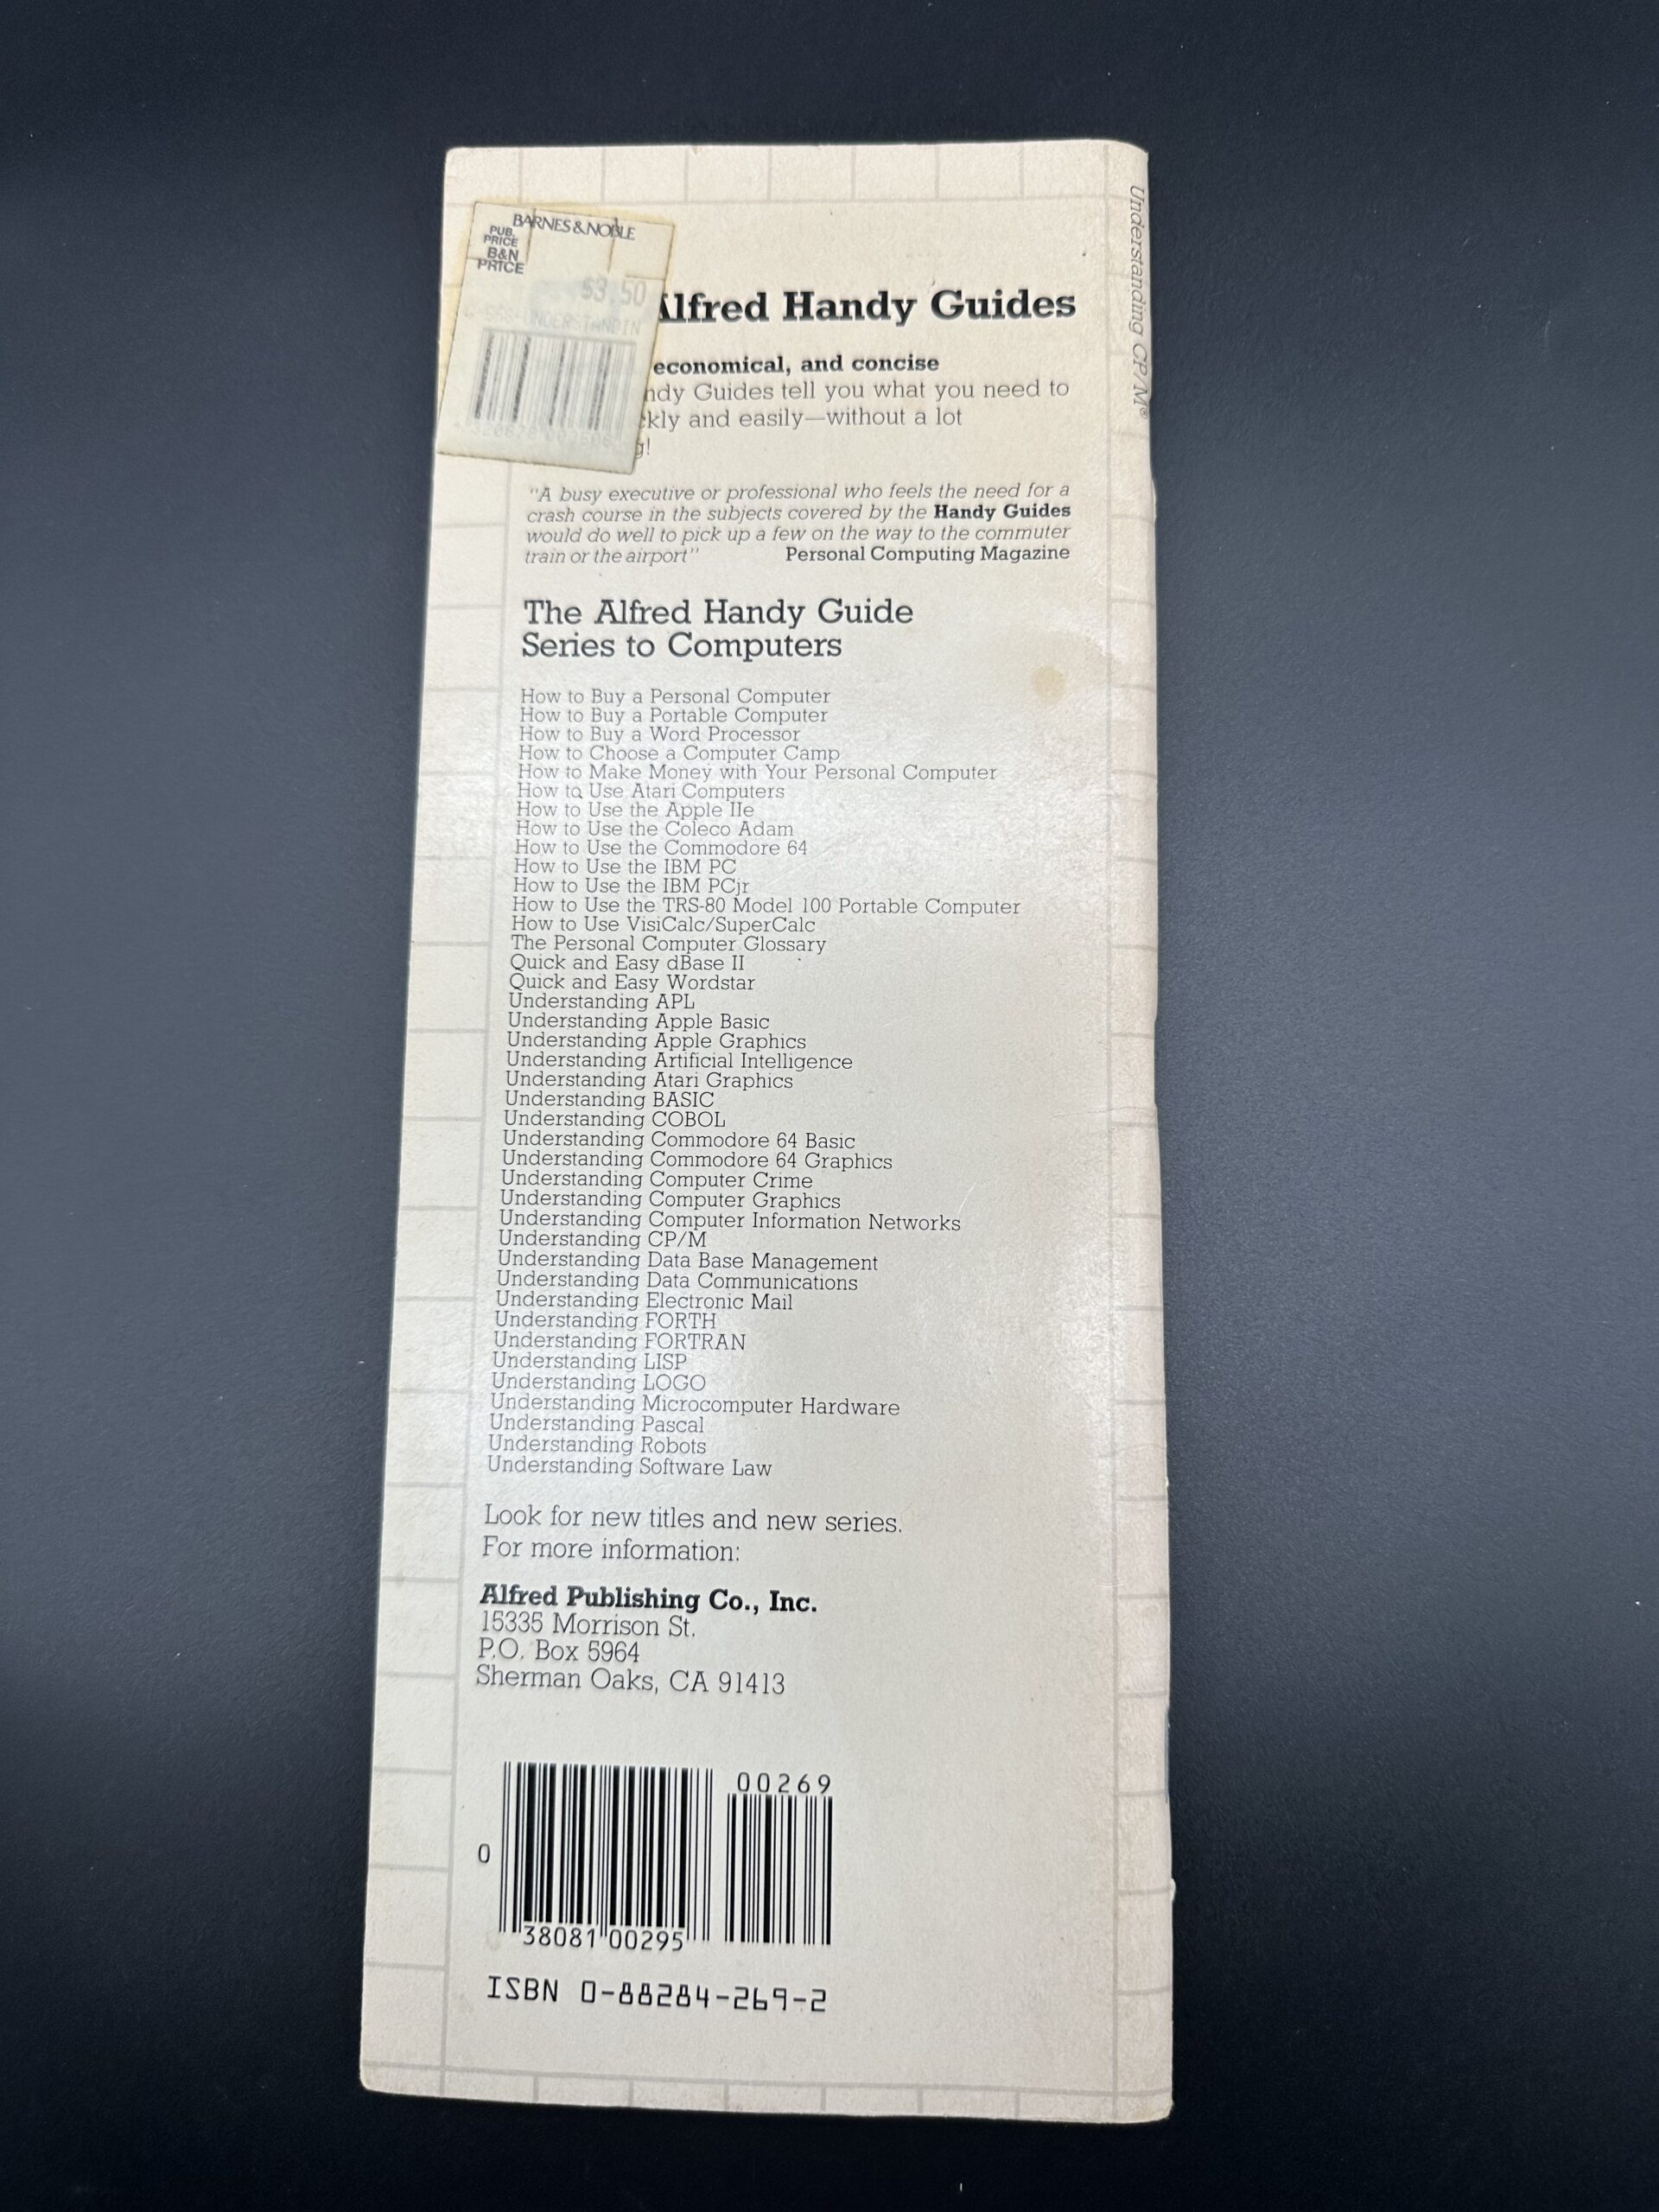 BARNES & NOBLE
PUB.
PRICE
B&N
PRICE
$3.50
UNDERSTANDIN
Alfred Handy Guides
economical, and concise
Guides tell you what you need to
and easily—without a lot
"A busy executive or professional who feels the need for a
crash course in the subjects covered by the Handy Guides
would do well to pick up a few on the way to the commuter
train or the airport" Personal Computing Magazine
The Alfred Handy Guide
Series to Computers
How to Buy a Personal Computer
How to Buy a Portable Computer
How to Buy a Word Processor
How to Choose a Computer Camp
How to Make Money with Your Personal Computer
How to Use Atari Computers
How to Use the Apple IIe
How to Use the Coleco Adam
How to Use the Commodore 64
How to Use the IBM PC
How to Use the IBM PCjr
How to Use the TRS-80 Model 100 Portable Computer
How to Use VisiCalc/SuperCalc
The Personal Computer Glossary
Quick and Easy dBase II
Quick and Easy Wordstar
Understanding APL
Understanding Apple Basic
Understanding Apple Graphics
Understanding Artificial Intelligence
Understanding Atari Graphics
Understanding BASIC
Understanding COBOL
Understanding Commodore 64 Basic
Understanding Commodore 64 Graphics
Understanding Computer Crime
Understanding Computer Graphics
Understanding Computer Information Networks
Understanding CP/M
Understanding Data Base Management
Understanding Data Communications
Understanding Electronic Mail
Understanding FORTH
Understanding FORTRAN
Understanding LISP
Understanding LOGO
Understanding Microcomputer Hardware
Understanding Pascal
Understanding Robots
Understanding Software Law
Look for new titles and new series.
For more information:
Alfred Publishing Co., Inc.
15335 Morrison St.
P.O. Box 5964
Sherman Oaks, CA 91413
00269
0
38081 00295
ISBN 0-88284-269-2
Understanding CP/M®